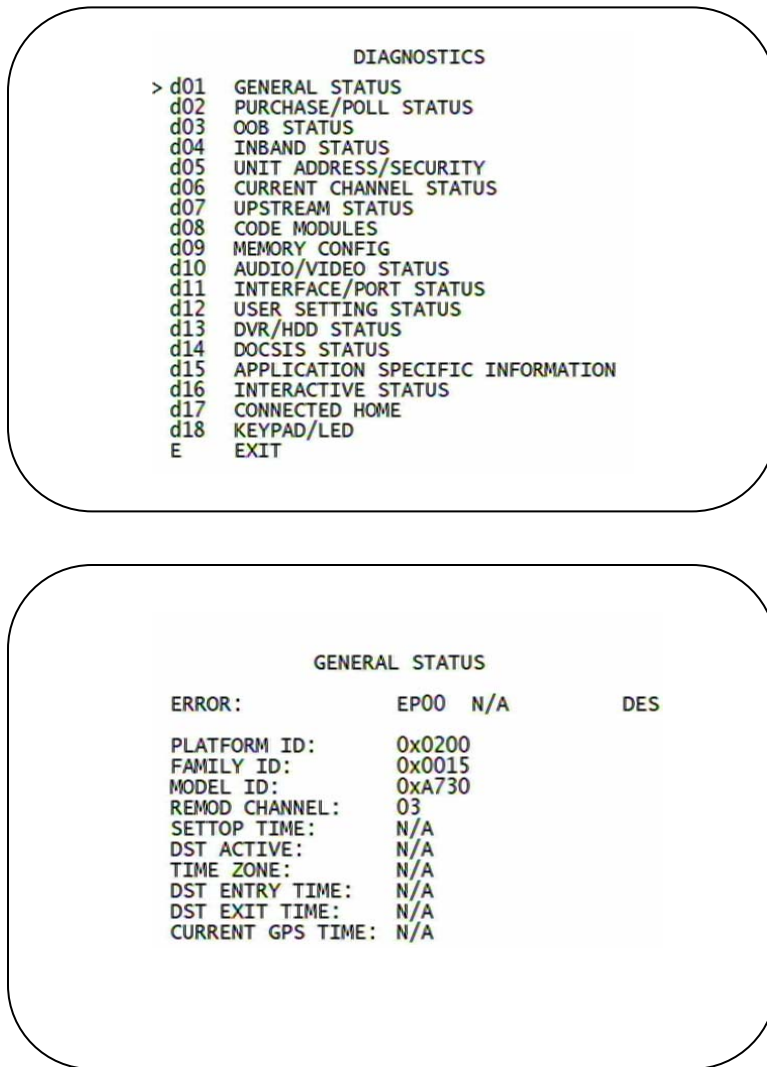 DIAGNOSTICS
> d01 GENERAL STATUS
d02 PURCHASE/POLL STATUS
d03 OOB STATUS
d04 INBAND STATUS
d05 UNIT ADDRESS/SECURITY
d06 CURRENT CHANNEL STATUS
d07 UPSTREAM STATUS
d08 CODE MODULES
d09 MEMORY CONFIG
d10 AUDIO/VIDEO STATUS
d11 INTERFACE/PORT STATUS
d12 USER SETTING STATUS
d13 DVR/HDD STATUS
d14 DOCSIS STATUS
d15 APPLICATION SPECIFIC INFORMATION
d16 INTERACTIVE STATUS
d17 CONNECTED HOME
d18 KEYPAD/LED
E EXIT
GENERAL STATUS
ERROR: EP00 N/A DES
PLATFORM ID: 0x0200
FAMILY ID: 0x0015
MODEL ID: 0xA730
REMOD CHANNEL: 03
SETTOP TIME: N/A
DST ACTIVE: N/A
TIME ZONE: N/A
DST ENTRY TIME: N/A
DST EXIT TIME: N/A
CURRENT GPS TIME: N/A